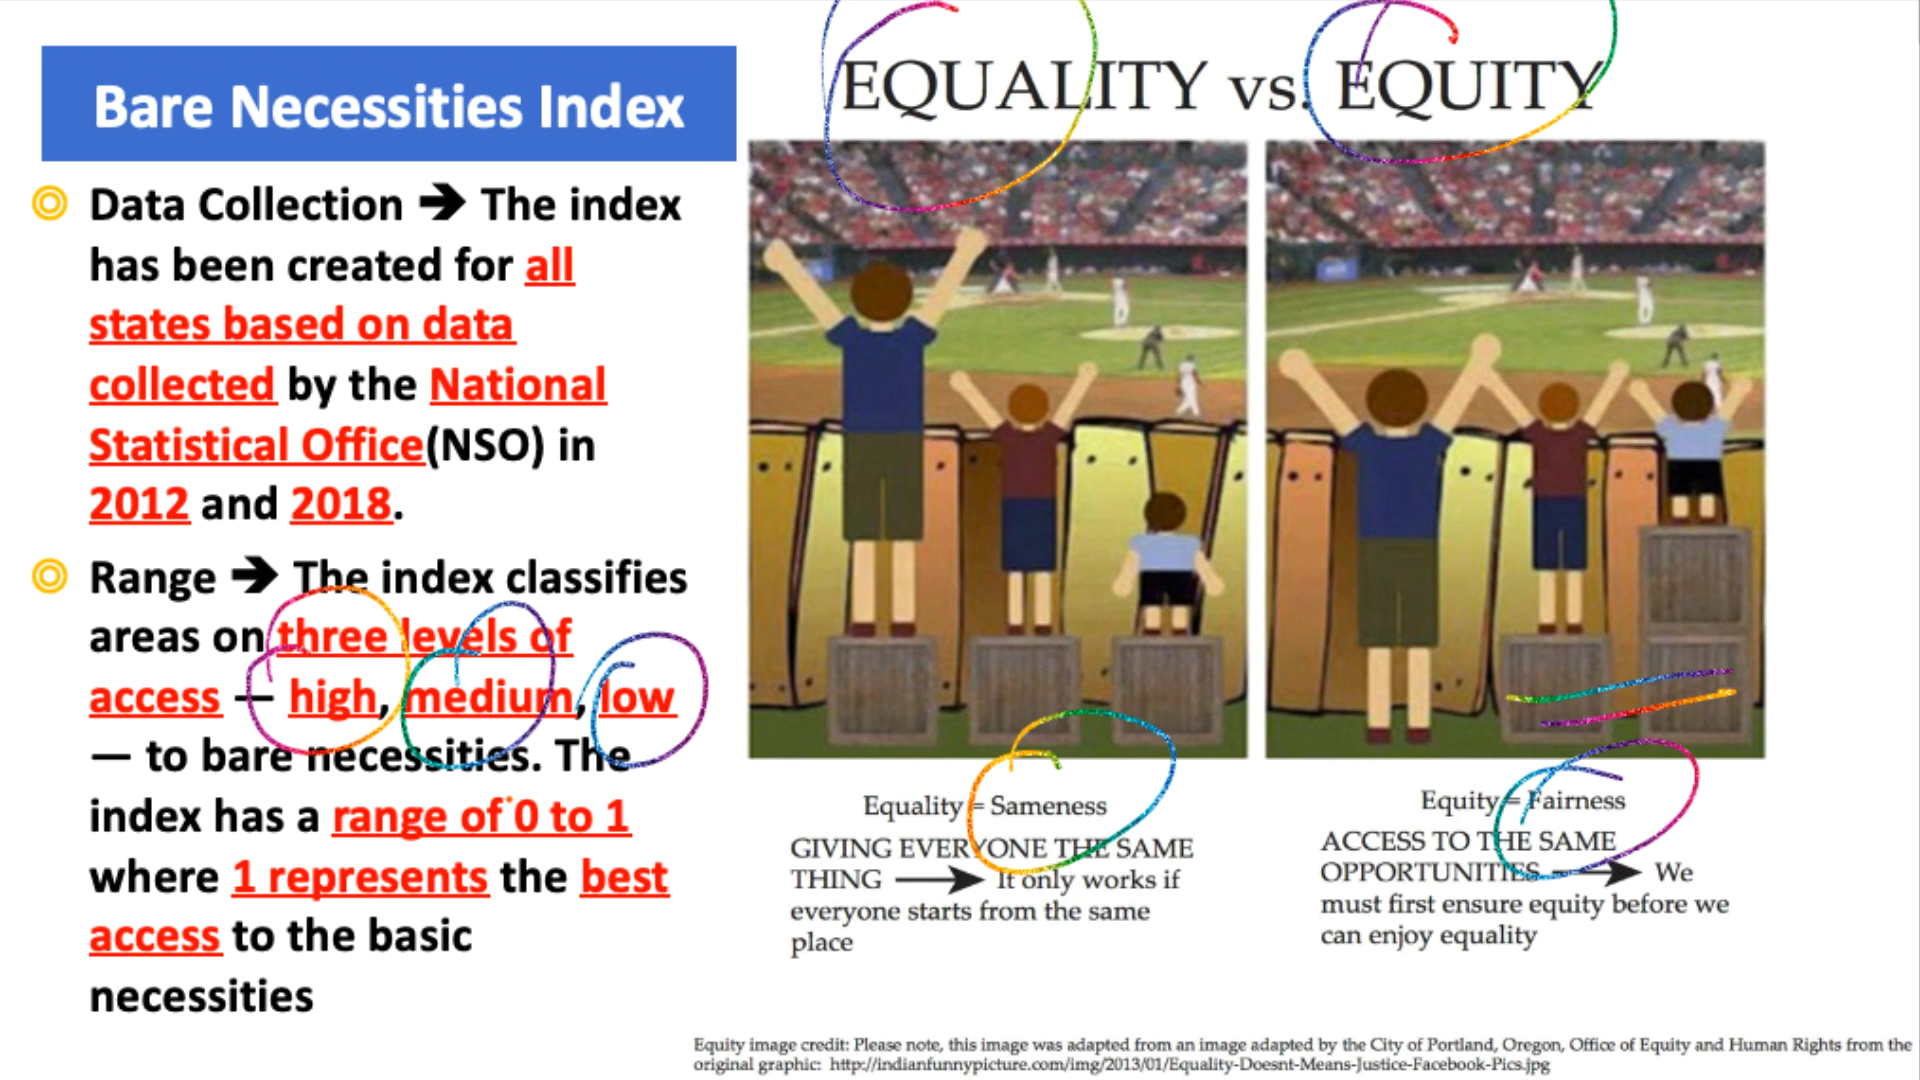 Bare Necessities Index
Data Collection ➔ The index
has been created for all
states based on data
collected by the National
Statistical Office(NSO) in
2012 and 2018.
Range ➔ The index classifies
areas on three levels of
access — high, medium, low
— to bare necessities. The
index has a range of 0 to 1
where 1 represents the best
access to the basic
necessities
EQUALITY vs. EQUITY
Equality = Sameness
GIVING EVERYONE THE SAME
THING ⟶ It only works if
everyone starts from the same
place
Equity = Fairness
ACCESS TO THE SAME
OPPORTUNITIES ⟶ We
must first ensure equity before we
can enjoy equality
Equity image credit: Please note, this image was adapted from an image adapted by the City of Portland, Oregon, Office of Equity and Human Rights from the
original graphic: http://indianfunnypicture.com/img/2013/01/Equality-Doesnt-Means-Justice-Facebook-Pics.jpg